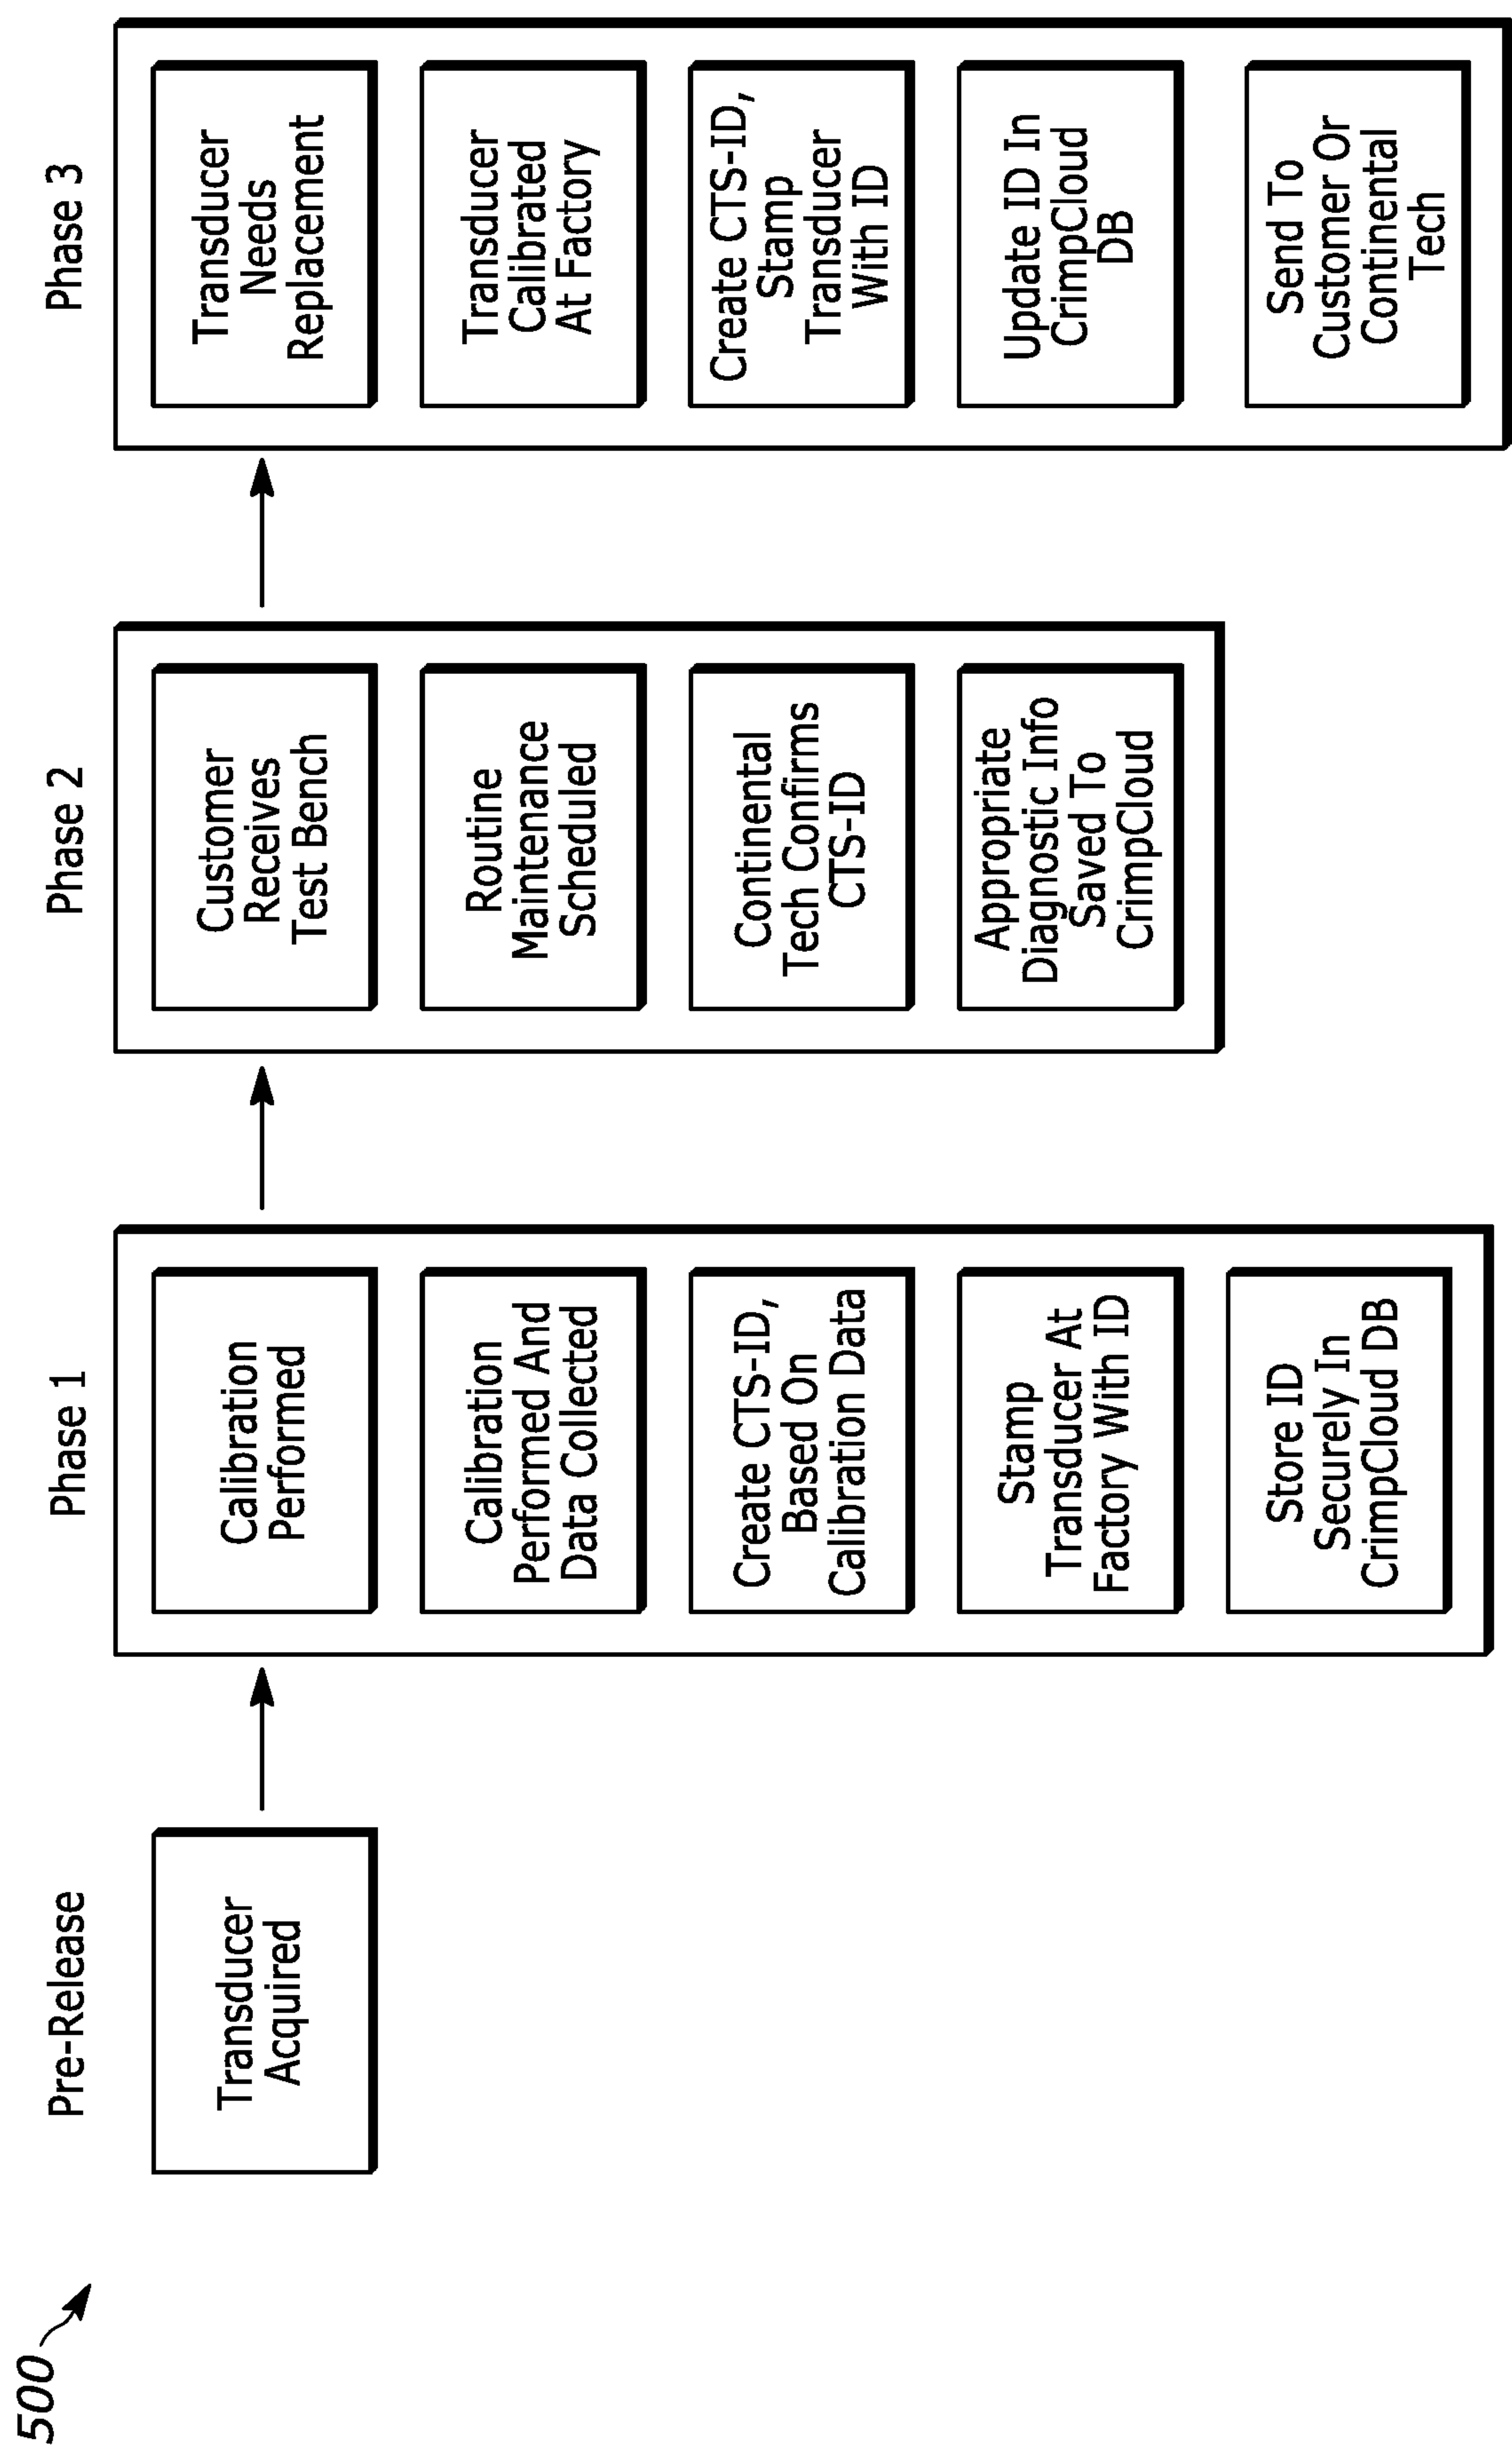 500
Pre-Release
Transducer
Acquired
Phase 1
Calibration
Performed
Calibration
Performed And
Data Collected
Create CTS-ID,
Based On
Calibration Data
Stamp
Transducer At
Factory With ID
Store ID
Securely In
CrimpCloud DB
Phase 2
Customer
Receives
Test Bench
Routine
Maintenance
Scheduled
Continental
Tech Confirms
CTS-ID
Appropriate
Diagnostic Info
Saved To
CrimpCloud
Phase 3
Transducer
Needs
Replacement
Transducer
Calibrated
At Factory
Create CTS-ID,
Stamp
Transducer
With ID
Update ID In
CrimpCloud
DB
Send To
Customer Or
Continental
Tech